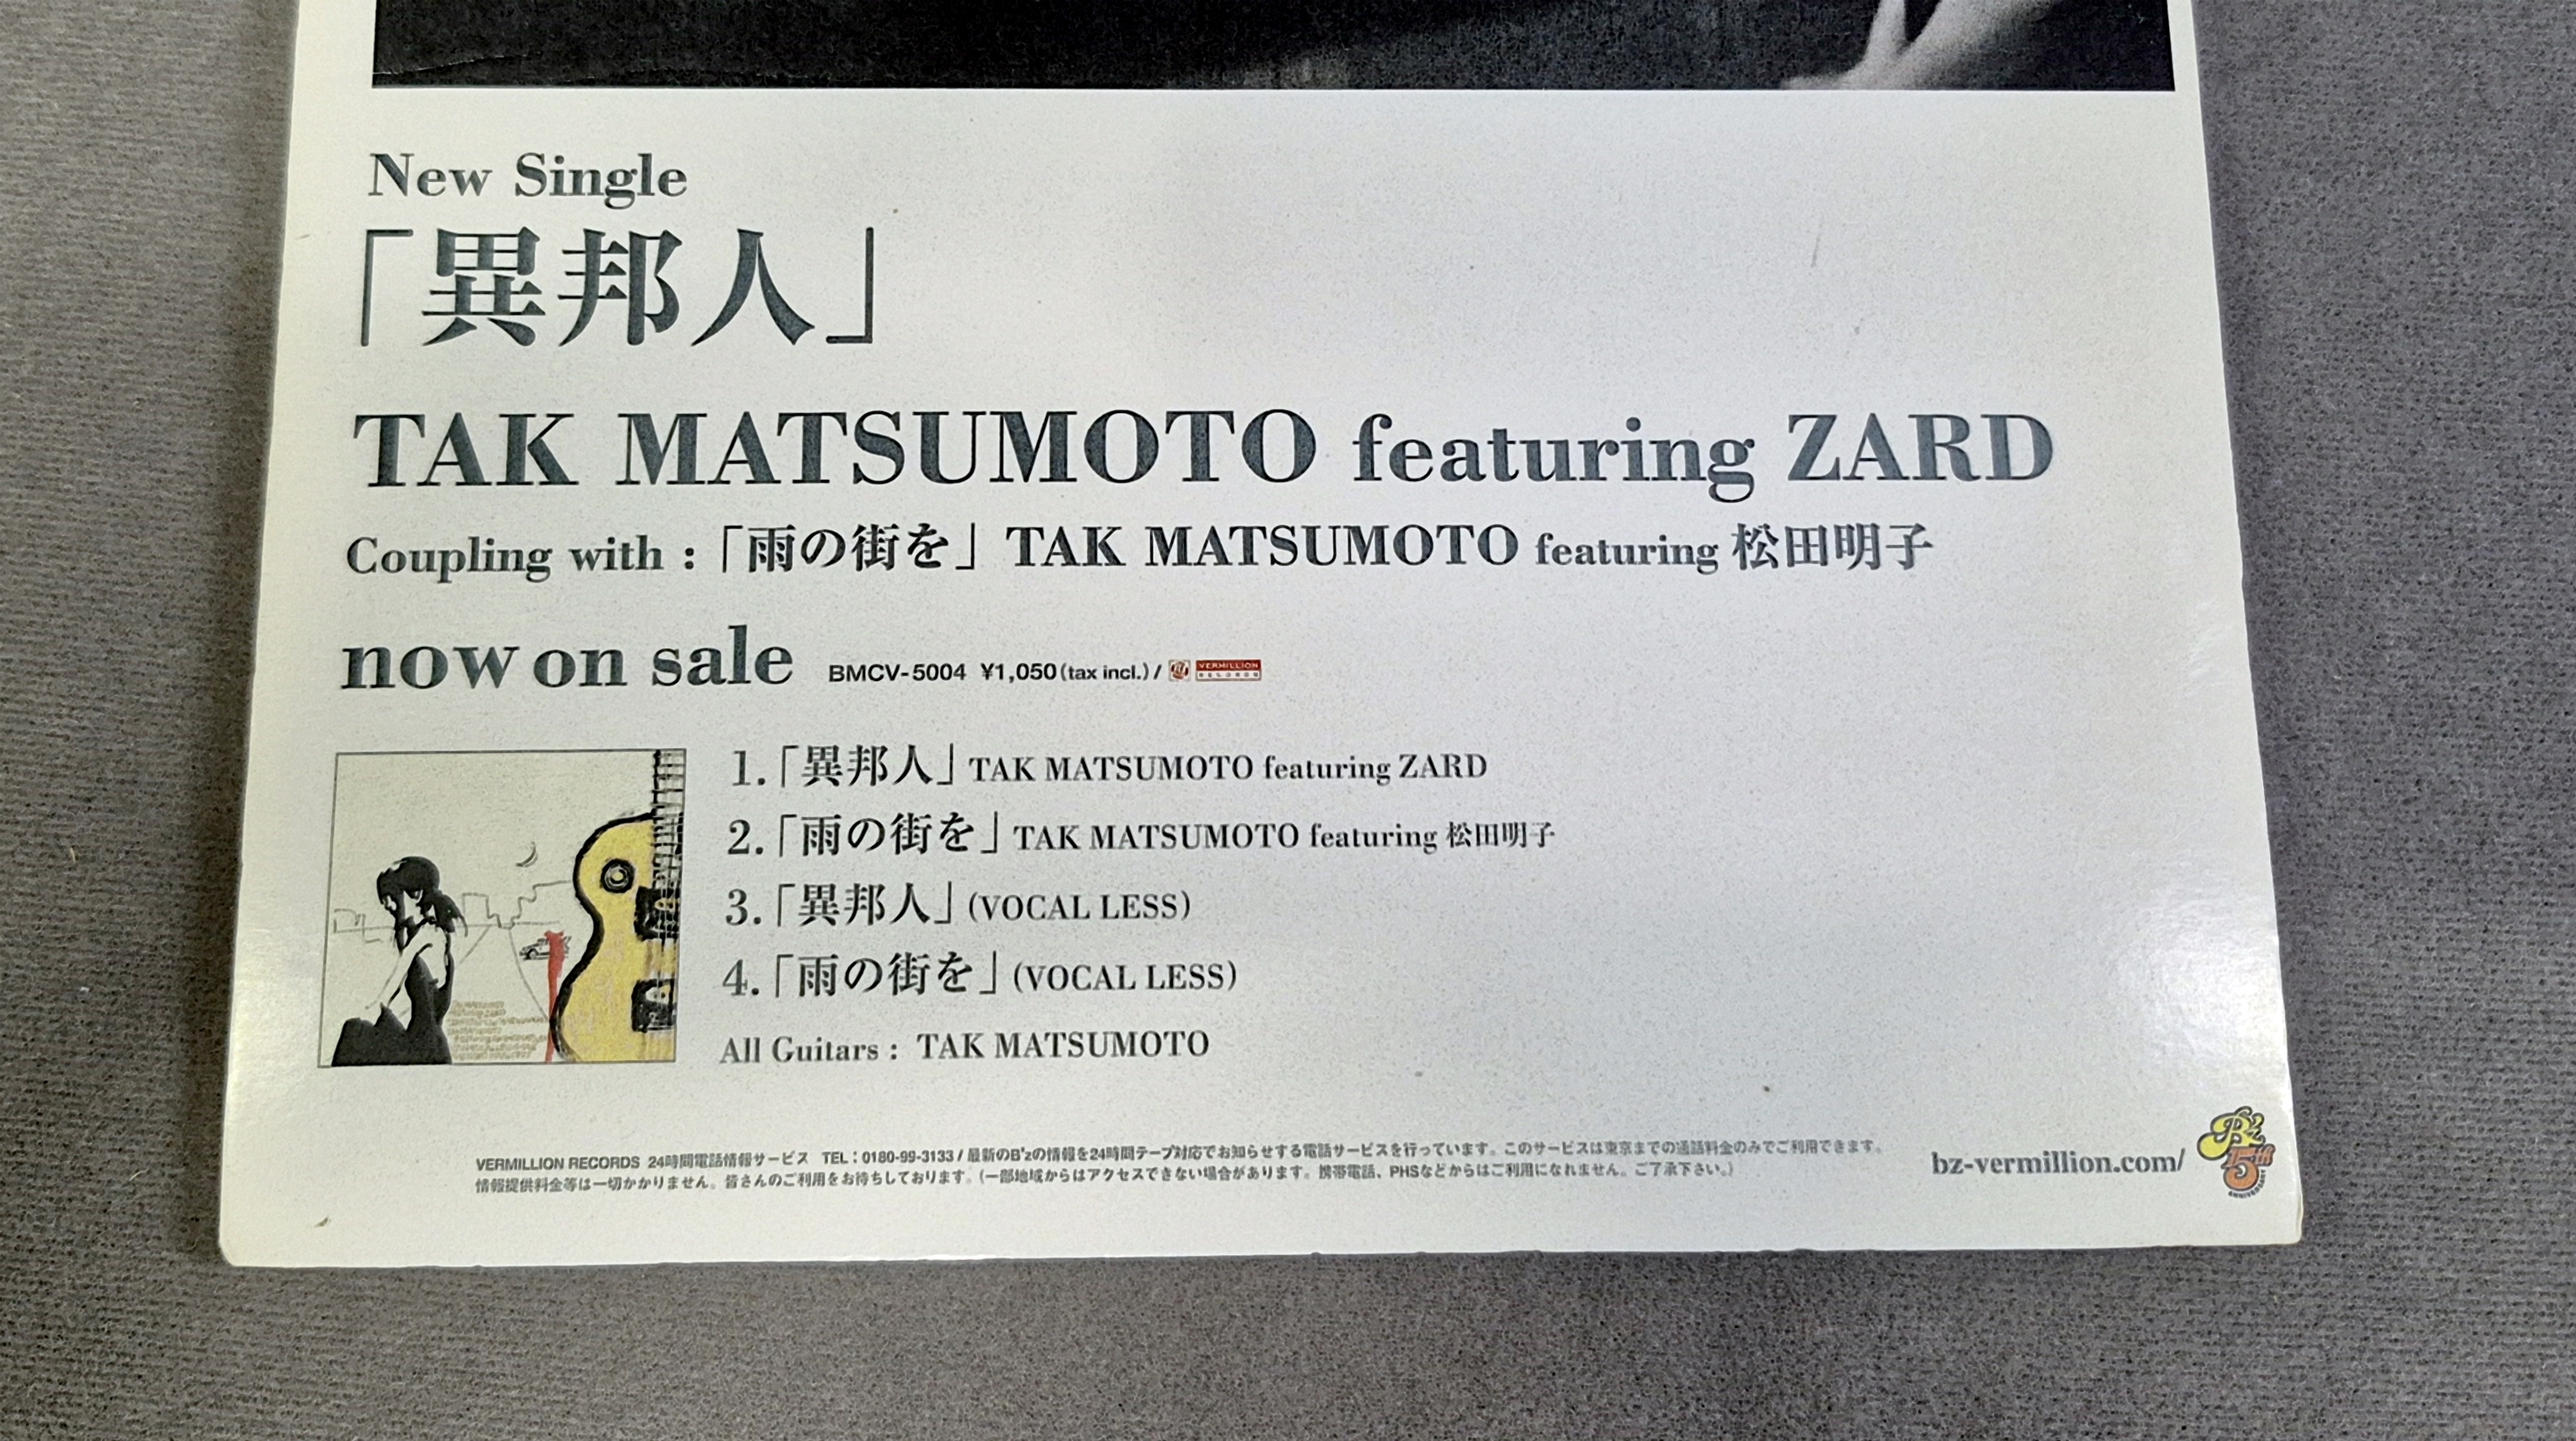 New Single
「異邦人」
TAK MATSUMOTO featuring ZARD
Coupling with :「雨の街を」TAK MATSUMOTO featuring 松田明子
now on sale BMCV-5004 ¥1,050(tax incl.)/ VERMILLION RECORDS
1.「異邦人」TAK MATSUMOTO featuring ZARD
2.「雨の街を」TAK MATSUMOTO featuring 松田明子
3.「異邦人」(VOCAL LESS)
4.「雨の街を」(VOCAL LESS)
All Guitars : TAK MATSUMOTO
VERMILLION RECORDS 24時間電話情報サービス TEL:0180-99-3133 / 最新のB'zの情報を24時間テープ対応でお知らせする電話サービスを行っています。このサービスは東京までの通話料金のみでご利用できます。
情報提供料金等は一切かかりません。皆さんのご利用をお待ちしております。(一部地域からはアクセスできない場合があります。携帯電話、PHSなどからはご利用になれません。ご了承下さい。)
bz-vermillion.com/
B'z
15th
ANNIVERSARY